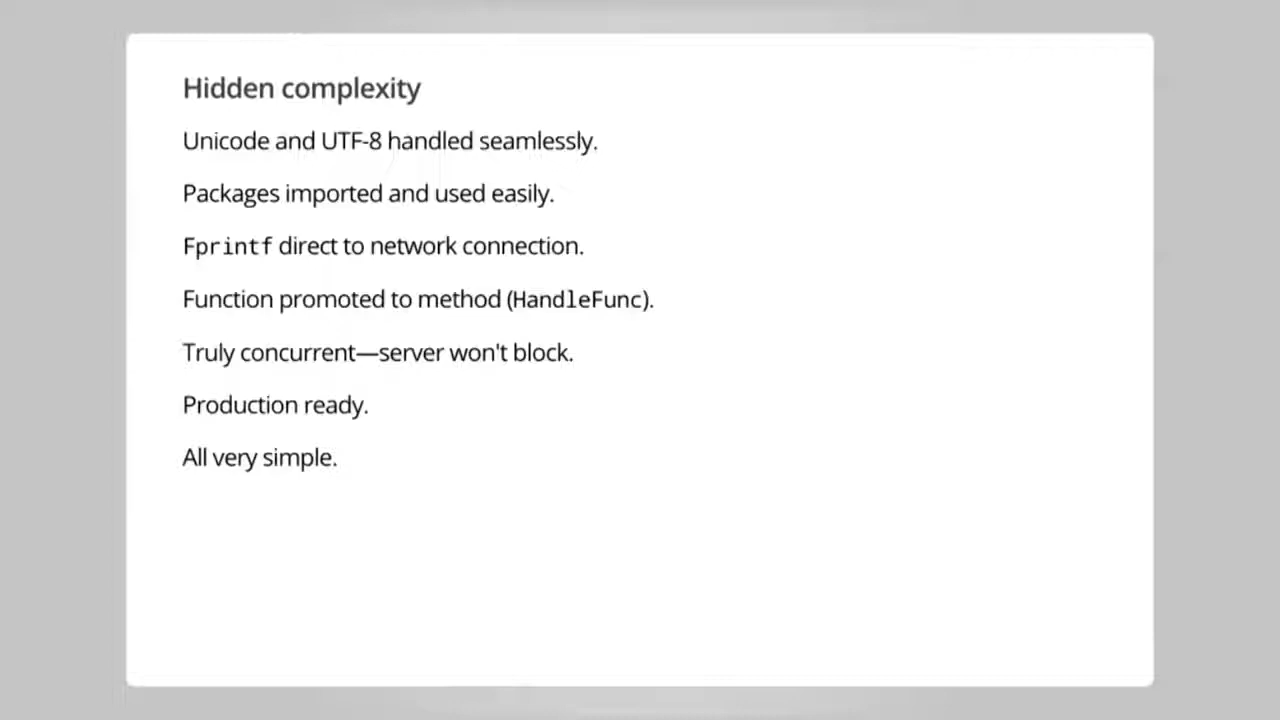 Hidden complexity
Unicode and UTF-8 handled seamlessly.
Packages imported and used easily.
Fprintf direct to network connection.
Function promoted to method (HandleFunc).
Truly concurrent—server won't block.
Production ready.
All very simple.